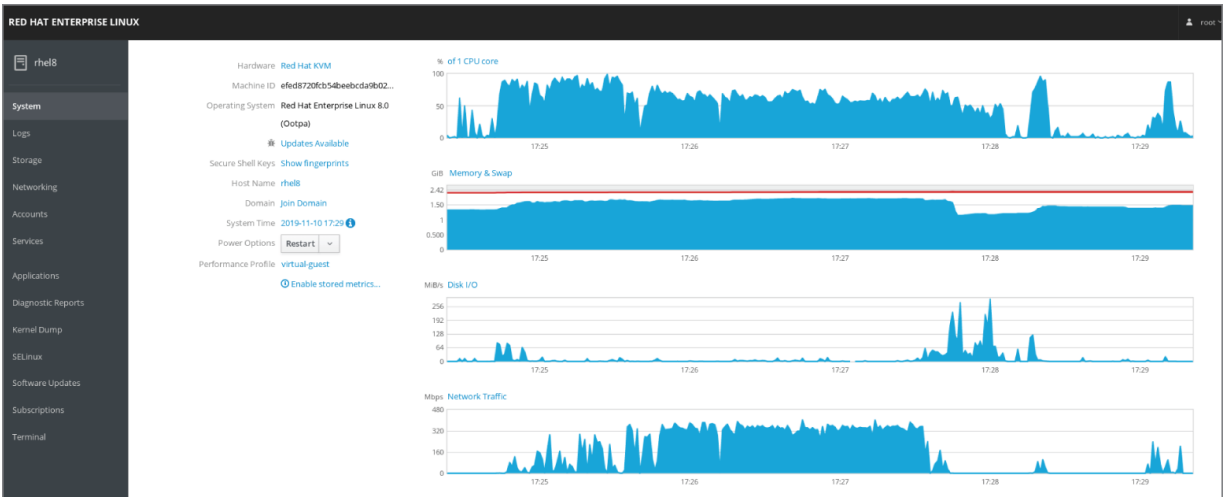 RED HAT ENTERPRISE LINUX
root
rhel8
System
Logs
Storage
Networking
Accounts
Services
Applications
Diagnostic Reports
Kernel Dump
SELinux
Software Updates
Subscriptions
Terminal
Hardware Red Hat KVM
Machine ID efed8720fcb54beebcda9b02...
Operating System Red Hat Enterprise Linux 8.0
(Ootpa)
Updates Available
Secure Shell Keys Show fingerprints
Host Name rhel8
Domain Join Domain
System Time 2019-11-10 17:29
Power Options Restart
Performance Profile virtual-guest
Enable stored metrics...
% of 1 CPU core
100
50
0
17:25 17:26 17:27 17:28 17:29
GiB Memory & Swap
2.42
1.50
1
0.500
0
17:25 17:26 17:27 17:28 17:29
MiB/s Disk I/O
256
192
128
64
0
17:25 17:26 17:27 17:28 17:29
Mbps Network Traffic
480
320
160
0
17:25 17:26 17:27 17:28 17:29